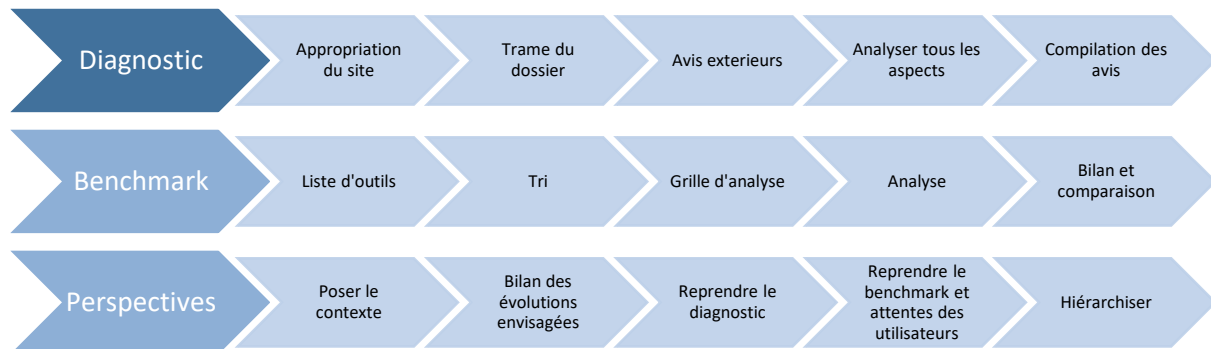 Diagnostic
Appropriation
du site
Trame du
dossier
Avis exterieurs
Analyser tous les
aspects
Compilation des
avis
Benchmark
Liste d'outils
Tri
Grille d'analyse
Analyse
Bilan et
comparaison
Perspectives
Poser le
contexte
Bilan des
évolutions
envisagées
Reprendre le
diagnostic
Reprendre le
benchmark et
attentes des
utilisateurs
Hiérarchiser